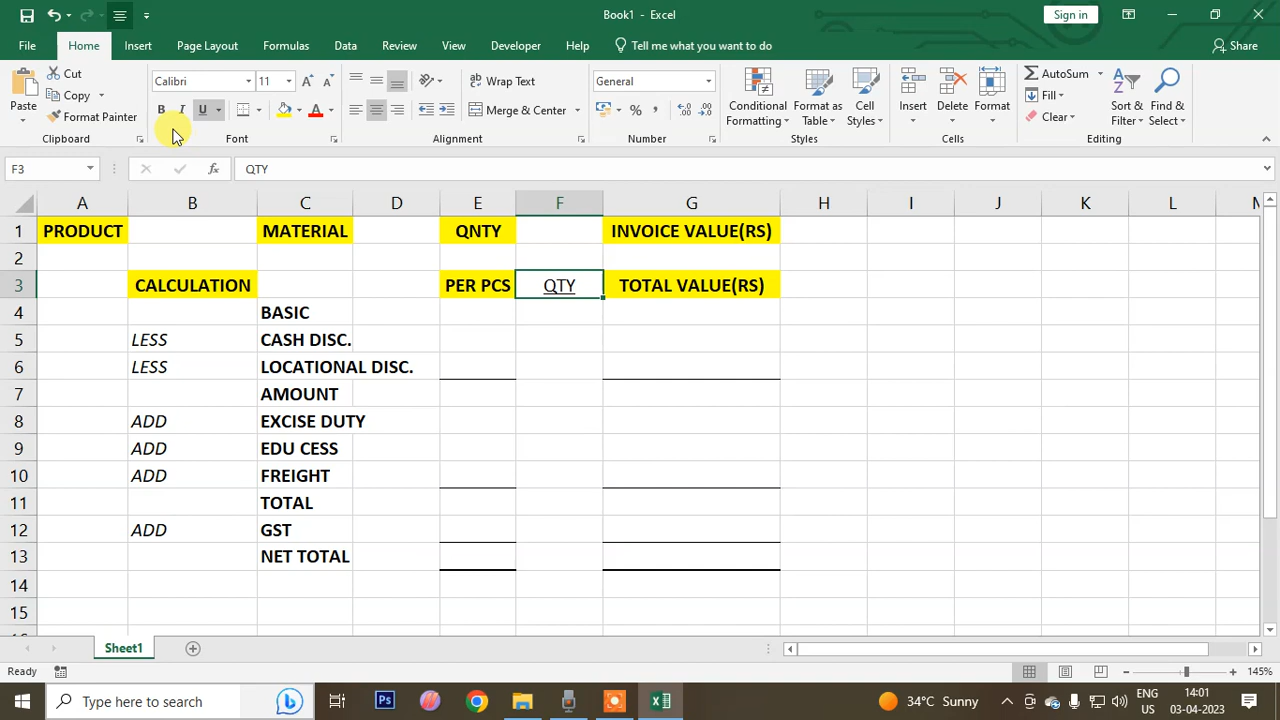 Book1 - Excel
Sign in
File Home Insert Page Layout Formulas Data Review View Developer Help Tell me what you want to do Share
Paste Cut Copy Format Painter Clipboard
Calibri 11 B I U Font
Wrap Text Merge & Center Alignment
General % Number
Conditional Formatting Format as Table Cell Styles Styles
Insert Delete Format Cells
AutoSum Fill Clear Sort & Filter Find & Select Editing
F3 fx QTY
A B C D E F G H I J K L M
1 PRODUCT MATERIAL QNTY INVOICE VALUE(RS)
2
3 CALCULATION PER PCS QTY TOTAL VALUE(RS)
4 BASIC
5 LESS CASH DISC.
6 LESS LOCATIONAL DISC.
7 AMOUNT
8 ADD EXCISE DUTY
9 ADD EDU CESS
10 ADD FREIGHT
11 TOTAL
12 ADD GST
13 NET TOTAL
14
15
Sheet1
Ready 145%
Type here to search Ps 34°C Sunny ENG US 14:01 03-04-2023